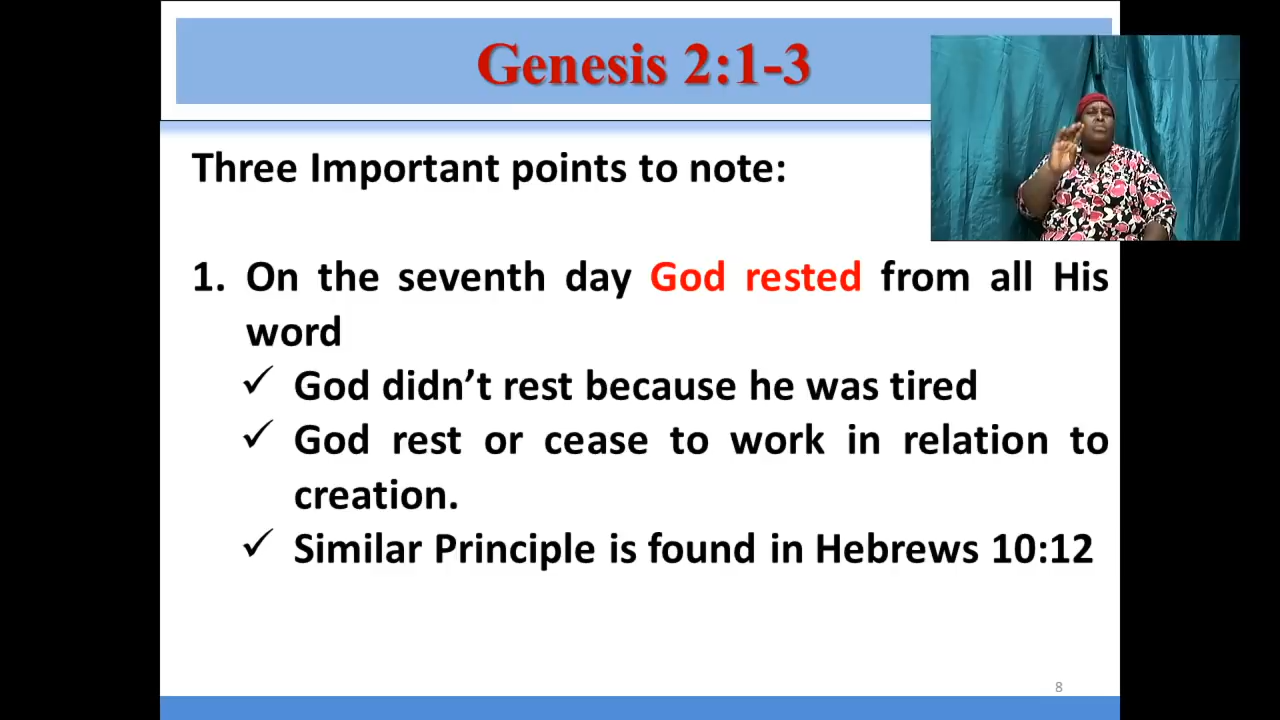 Genesis 2:1-3
Three Important points to note:
1. On the seventh day God rested from all His
word
✓ God didn’t rest because he was tired
✓ God rest or cease to work in relation to
creation.
✓ Similar Principle is found in Hebrews 10:12
8